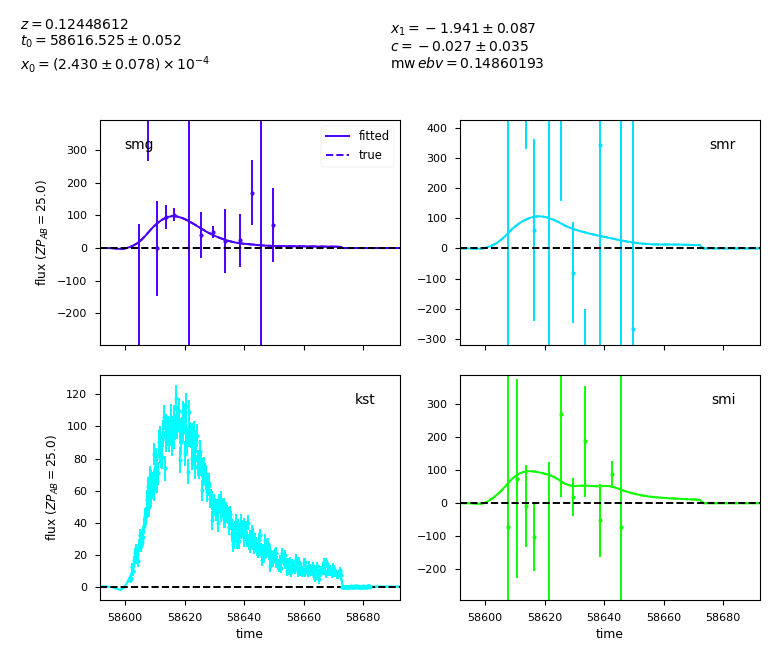 z = 0.12448612
t₀ = 58616.525 ± 0.052
x₀ = (2.430 ± 0.078) × 10⁻⁴
x₁ = −1.941 ± 0.087
c = −0.027 ± 0.035
mw ebv = 0.14860193
smg
fitted
true
300
200
100
0
−100
−200
flux (ZP_AB = 25.0)
smr
400
300
200
100
0
−100
−200
−300
kst
120
100
80
60
40
20
0
flux (ZP_AB = 25.0)
58600 58620 58640 58660 58680
time
smi
300
200
100
0
−100
−200
58600 58620 58640 58660 58680
time